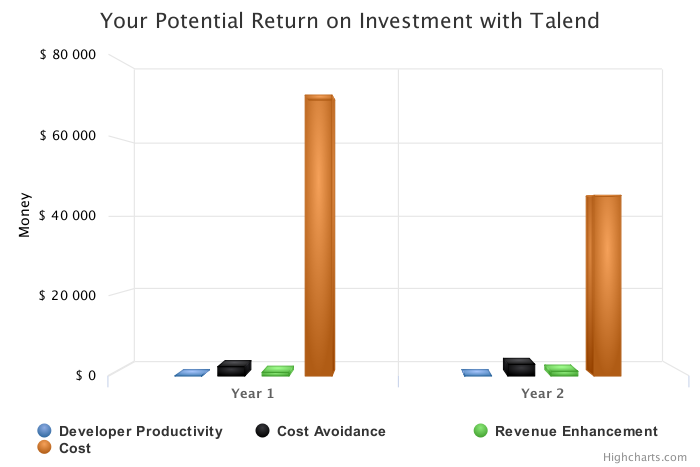 Your Potential Return on Investment with Talend
$ 80 000
$ 60 000
$ 40 000
$ 20 000
$ 0
Money
Year 1
Year 2
Developer Productivity
Cost Avoidance
Revenue Enhancement
Cost
Highcharts.com